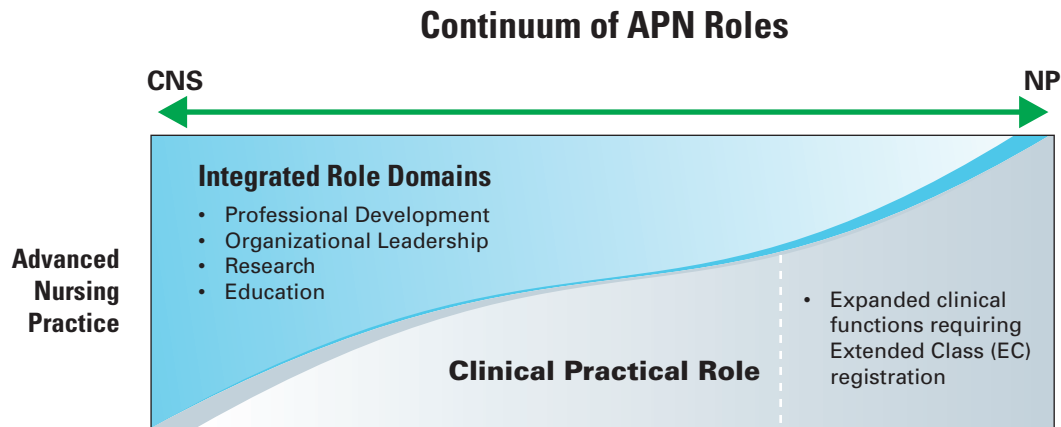 Continuum of APN Roles
CNS
NP
Integrated Role Domains
• Professional Development
• Organizational Leadership
• Research
• Education
Advanced
Nursing
Practice
• Expanded clinical
functions requiring
Extended Class (EC)
registration
Clinical Practical Role